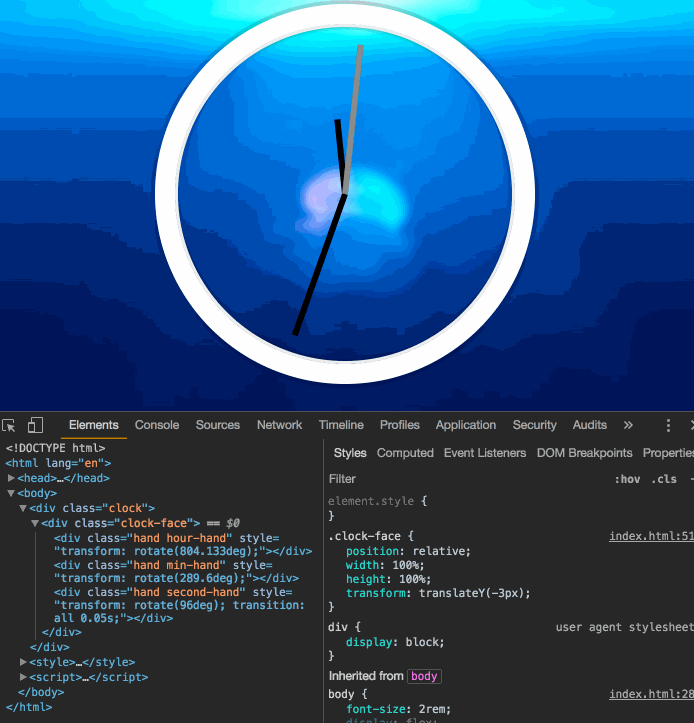 Elements Console Sources Network Timeline Profiles Application Security Audits »
<!DOCTYPE html>
<html lang="en">
<head>…</head>
<body>
<div class="clock">
<div class="clock-face"> == $0
<div class="hand hour-hand" style=
"transform: rotate(804.133deg);"></div>
<div class="hand min-hand" style=
"transform: rotate(289.6deg);"></div>
<div class="hand second-hand" style=
"transform: rotate(96deg); transition:
all 0.05s;"></div>
</div>
</div>
<style>…</style>
<script>…</script>
</body>
</html>
Styles Computed Event Listeners DOM Breakpoints Properties
Filter :hov .cls
element.style {
}
.clock-face { index.html:51
position: relative;
width: 100%;
height: 100%;
transform: translateY(-3px);
}
div { user agent stylesheet
display: block;
}
Inherited from body
body { index.html:28
font-size: 2rem;
display: flex;